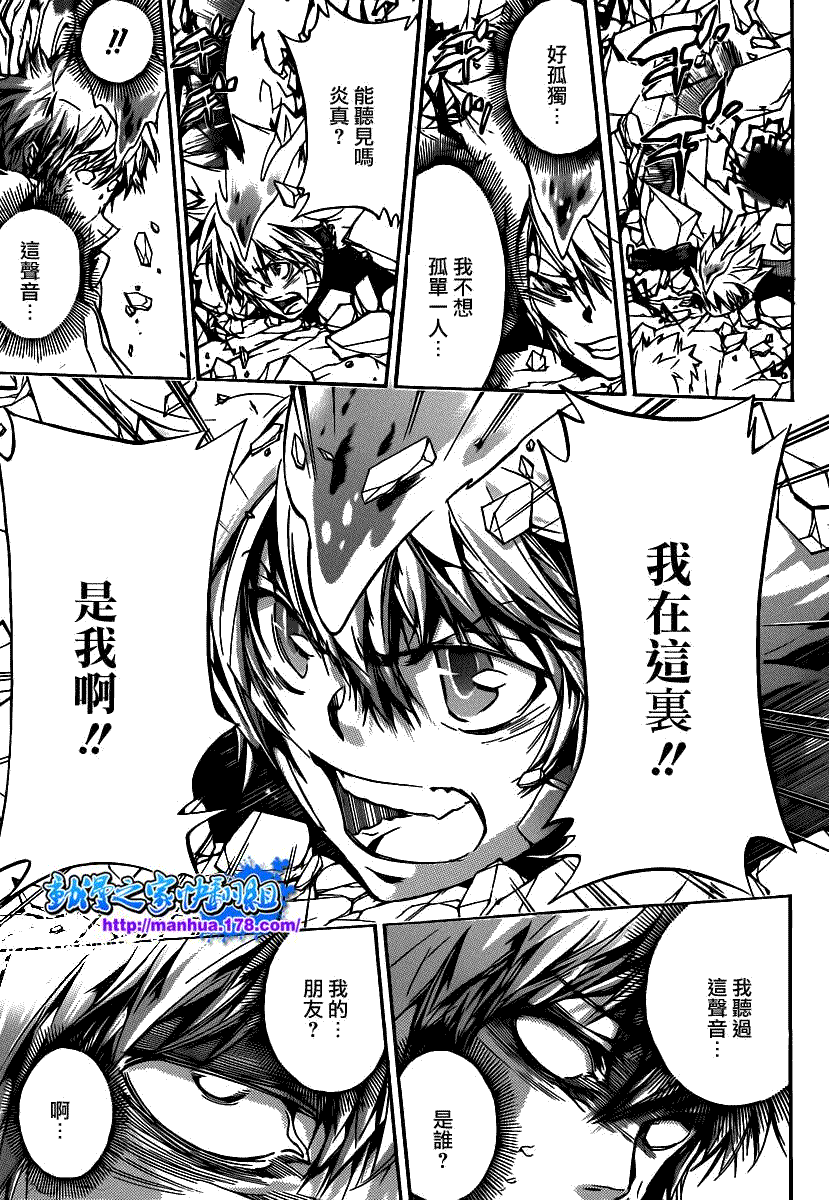 好孤獨…
我不想
孤單一人…
能聽見嗎
炎真?
!!
這聲音…
我在這裏!!
是我啊!!
動漫之家快翻組
http://manhua.178.com/
我聽過
這聲音…
是誰?
我的…
朋友?
啊…